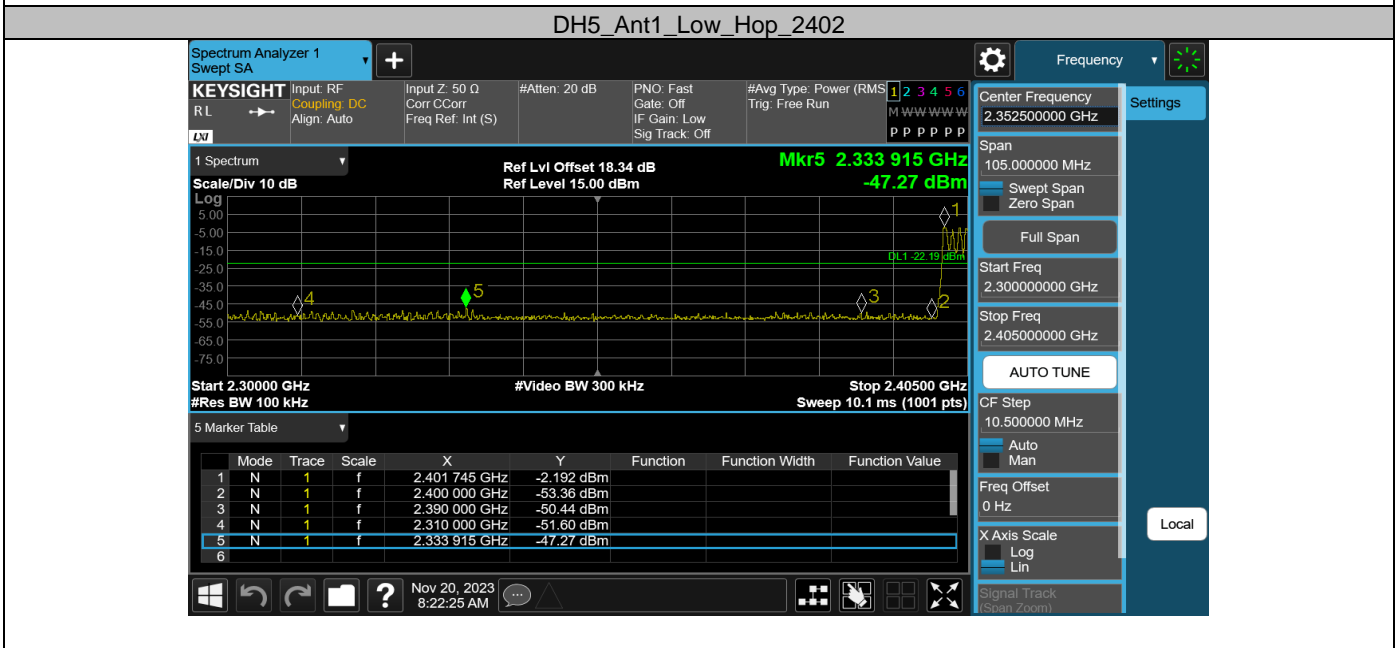 DH5_Ant1_Low_Hop_2402
Spectrum Analyzer 1
Swept SA
+
Frequency
KEYSIGHT
RL
LXI
Input: RF
Coupling: DC
Align: Auto
Input Z: 50 Ω
Corr CCorr
Freq Ref: Int (S)
#Atten: 20 dB
PNO: Fast
Gate: Off
IF Gain: Low
Sig Track: Off
#Avg Type: Power (RMS
Trig: Free Run
1 2 3 4 5 6
M W W W W W
P P P P P P
1 Spectrum
Scale/Div 10 dB
Log
Ref Lvl Offset 18.34 dB
Ref Level 15.00 dBm
Mkr5 2.333 915 GHz
-47.27 dBm
5.00
-5.00
-15.0
-25.0
-35.0
-45.0
-55.0
-65.0
-75.0
1
DL1 -22.19 dBm
4
5
3
2
Start 2.30000 GHz
#Res BW 100 kHz
#Video BW 300 kHz
Stop 2.40500 GHz
Sweep 10.1 ms (1001 pts)
5 Marker Table
Mode Trace Scale X Y Function Function Width Function Value
1 N 1 f 2.401 745 GHz -2.192 dBm
2 N 1 f 2.400 000 GHz -53.36 dBm
3 N 1 f 2.390 000 GHz -50.44 dBm
4 N 1 f 2.310 000 GHz -51.60 dBm
5 N 1 f 2.333 915 GHz -47.27 dBm
6
?
Nov 20, 2023
8:22:25 AM
Center Frequency
2.352500000 GHz
Settings
Span
105.000000 MHz
Swept Span
Zero Span
Full Span
Start Freq
2.300000000 GHz
Stop Freq
2.405000000 GHz
AUTO TUNE
CF Step
10.500000 MHz
Auto
Man
Freq Offset
0 Hz
X Axis Scale
Log
Lin
Local
Signal Track
(Span Zoom)